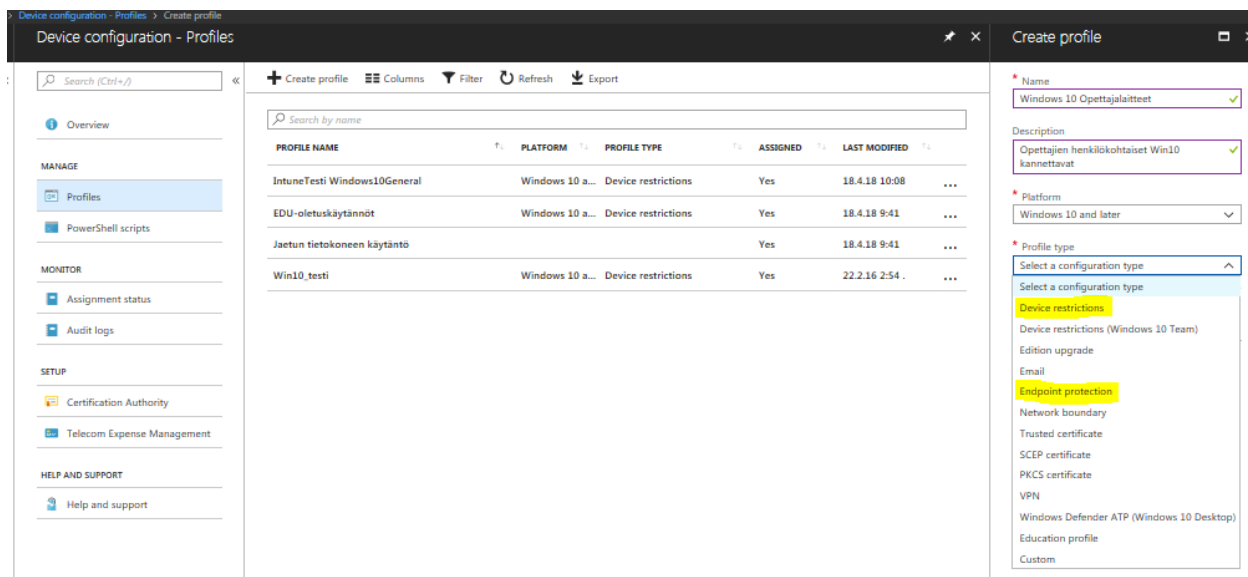 Device configuration - Profiles > Create profile
Device configuration - Profiles
Search (Ctrl+/)
Overview
MANAGE
Profiles
PowerShell scripts
MONITOR
Assignment status
Audit logs
SETUP
Certification Authority
Telecom Expense Management
HELP AND SUPPORT
Help and support
Create profile Columns Filter Refresh Export
Search by name
PROFILE NAME PLATFORM PROFILE TYPE ASSIGNED LAST MODIFIED
IntuneTesti Windows10General Windows 10 a... Device restrictions Yes 18.4.18 10:08 ...
EDU-oletuskäytännöt Windows 10 a... Device restrictions Yes 18.4.18 9:41 ...
Jaetun tietokoneen käytäntö Yes 18.4.18 9:41 ...
Win10_testi Windows 10 a... Device restrictions Yes 22.2.16 2:54 . ...
Create profile
* Name
Windows 10 Opettajalaitteet
Description
Opettajien henkilökohtaiset Win10
kannettavat
* Platform
Windows 10 and later
* Profile type
Select a configuration type
Select a configuration type
Device restrictions
Device restrictions (Windows 10 Team)
Edition upgrade
Email
Endpoint protection
Network boundary
Trusted certificate
SCEP certificate
PKCS certificate
VPN
Windows Defender ATP (Windows 10 Desktop)
Education profile
Custom